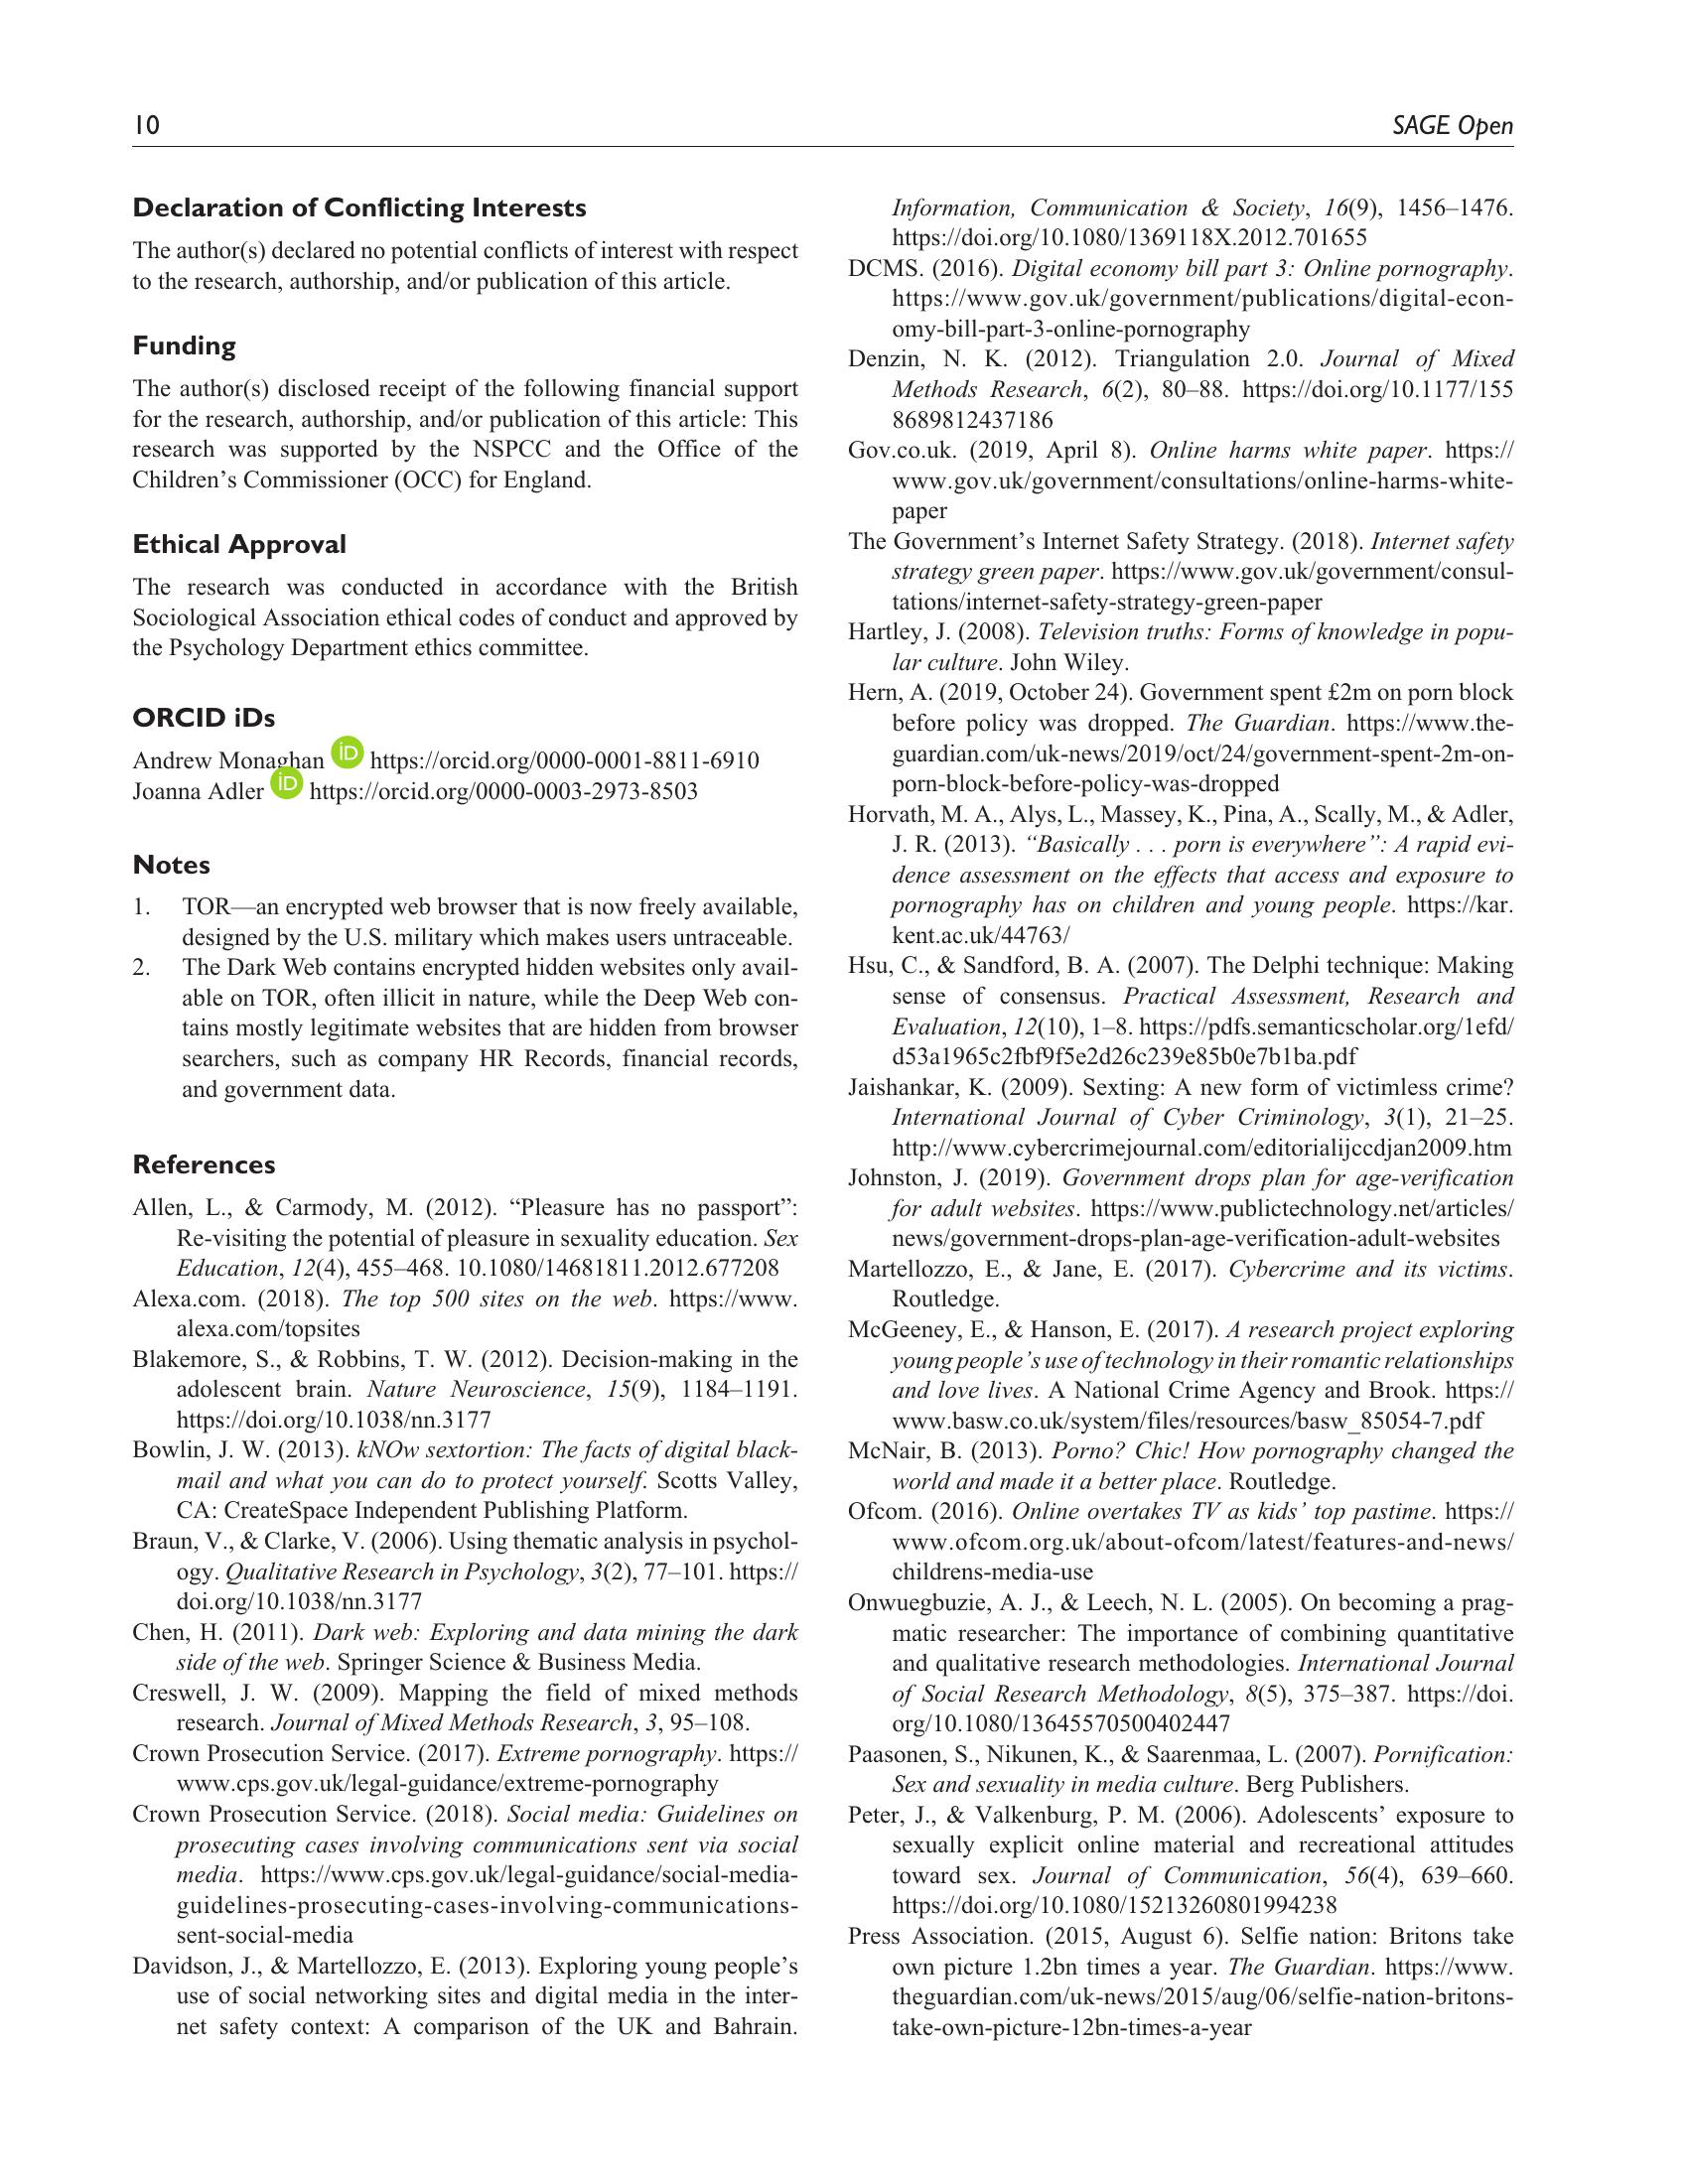 10
SAGE Open
Declaration of Conflicting Interests
The author(s) declared no potential conflicts of interest with respect
to the research, authorship, and/or publication of this article.
Funding
The author(s) disclosed receipt of the following financial support
for the research, authorship, and/or publication of this article: This
research was supported by the NSPCC and the Office of the
Children’s Commissioner (OCC) for England.
Ethical Approval
The research was conducted in accordance with the British
Sociological Association ethical codes of conduct and approved by
the Psychology Department ethics committee.
ORCID iDs
Andrew Monaghan iD https://orcid.org/0000-0001-8811-6910
Joanna Adler iD https://orcid.org/0000-0003-2973-8503
Notes
1. TOR—an encrypted web browser that is now freely available,
designed by the U.S. military which makes users untraceable.
2. The Dark Web contains encrypted hidden websites only avail-
able on TOR, often illicit in nature, while the Deep Web con-
tains mostly legitimate websites that are hidden from browser
searchers, such as company HR Records, financial records,
and government data.
References
Allen, L., & Carmody, M. (2012). “Pleasure has no passport”:
Re-visiting the potential of pleasure in sexuality education. Sex
Education, 12(4), 455–468. 10.1080/14681811.2012.677208
Alexa.com. (2018). The top 500 sites on the web. https://www.
alexa.com/topsites
Blakemore, S., & Robbins, T. W. (2012). Decision-making in the
adolescent brain. Nature Neuroscience, 15(9), 1184–1191.
https://doi.org/10.1038/nn.3177
Bowlin, J. W. (2013). kNOw sextortion: The facts of digital black-
mail and what you can do to protect yourself. Scotts Valley,
CA: CreateSpace Independent Publishing Platform.
Braun, V., & Clarke, V. (2006). Using thematic analysis in psychol-
ogy. Qualitative Research in Psychology, 3(2), 77–101. https://
doi.org/10.1038/nn.3177
Chen, H. (2011). Dark web: Exploring and data mining the dark
side of the web. Springer Science & Business Media.
Creswell, J. W. (2009). Mapping the field of mixed methods
research. Journal of Mixed Methods Research, 3, 95–108.
Crown Prosecution Service. (2017). Extreme pornography. https://
www.cps.gov.uk/legal-guidance/extreme-pornography
Crown Prosecution Service. (2018). Social media: Guidelines on
prosecuting cases involving communications sent via social
media. https://www.cps.gov.uk/legal-guidance/social-media-
guidelines-prosecuting-cases-involving-communications-
sent-social-media
Davidson, J., & Martellozzo, E. (2013). Exploring young people’s
use of social networking sites and digital media in the inter-
net safety context: A comparison of the UK and Bahrain.
Information, Communication & Society, 16(9), 1456–1476.
https://doi.org/10.1080/1369118X.2012.701655
DCMS. (2016). Digital economy bill part 3: Online pornography.
https://www.gov.uk/government/publications/digital-econ-
omy-bill-part-3-online-pornography
Denzin, N. K. (2012). Triangulation 2.0. Journal of Mixed
Methods Research, 6(2), 80–88. https://doi.org/10.1177/155
8689812437186
Gov.co.uk. (2019, April 8). Online harms white paper. https://
www.gov.uk/government/consultations/online-harms-white-
paper
The Government’s Internet Safety Strategy. (2018). Internet safety
strategy green paper. https://www.gov.uk/government/consul-
tations/internet-safety-strategy-green-paper
Hartley, J. (2008). Television truths: Forms of knowledge in popu-
lar culture. John Wiley.
Hern, A. (2019, October 24). Government spent £2m on porn block
before policy was dropped. The Guardian. https://www.the-
guardian.com/uk-news/2019/oct/24/government-spent-2m-on-
porn-block-before-policy-was-dropped
Horvath, M. A., Alys, L., Massey, K., Pina, A., Scally, M., & Adler,
J. R. (2013). “Basically . . . porn is everywhere”: A rapid evi-
dence assessment on the effects that access and exposure to
pornography has on children and young people. https://kar.
kent.ac.uk/44763/
Hsu, C., & Sandford, B. A. (2007). The Delphi technique: Making
sense of consensus. Practical Assessment, Research and
Evaluation, 12(10), 1–8. https://pdfs.semanticscholar.org/1efd/
d53a1965c2fbf9f5e2d26c239e85b0e7b1ba.pdf
Jaishankar, K. (2009). Sexting: A new form of victimless crime?
International Journal of Cyber Criminology, 3(1), 21–25.
http://www.cybercrimejournal.com/editorialijccdjan2009.htm
Johnston, J. (2019). Government drops plan for age-verification
for adult websites. https://www.publictechnology.net/articles/
news/government-drops-plan-age-verification-adult-websites
Martellozzo, E., & Jane, E. (2017). Cybercrime and its victims.
Routledge.
McGeeney, E., & Hanson, E. (2017). A research project exploring
young people’s use of technology in their romantic relationships
and love lives. A National Crime Agency and Brook. https://
www.basw.co.uk/system/files/resources/basw_85054-7.pdf
McNair, B. (2013). Porno? Chic! How pornography changed the
world and made it a better place. Routledge.
Ofcom. (2016). Online overtakes TV as kids’ top pastime. https://
www.ofcom.org.uk/about-ofcom/latest/features-and-news/
childrens-media-use
Onwuegbuzie, A. J., & Leech, N. L. (2005). On becoming a prag-
matic researcher: The importance of combining quantitative
and qualitative research methodologies. International Journal
of Social Research Methodology, 8(5), 375–387. https://doi.
org/10.1080/13645570500402447
Paasonen, S., Nikunen, K., & Saarenmaa, L. (2007). Pornification:
Sex and sexuality in media culture. Berg Publishers.
Peter, J., & Valkenburg, P. M. (2006). Adolescents’ exposure to
sexually explicit online material and recreational attitudes
toward sex. Journal of Communication, 56(4), 639–660.
https://doi.org/10.1080/15213260801994238
Press Association. (2015, August 6). Selfie nation: Britons take
own picture 1.2bn times a year. The Guardian. https://www.
theguardian.com/uk-news/2015/aug/06/selfie-nation-britons-
take-own-picture-12bn-times-a-year